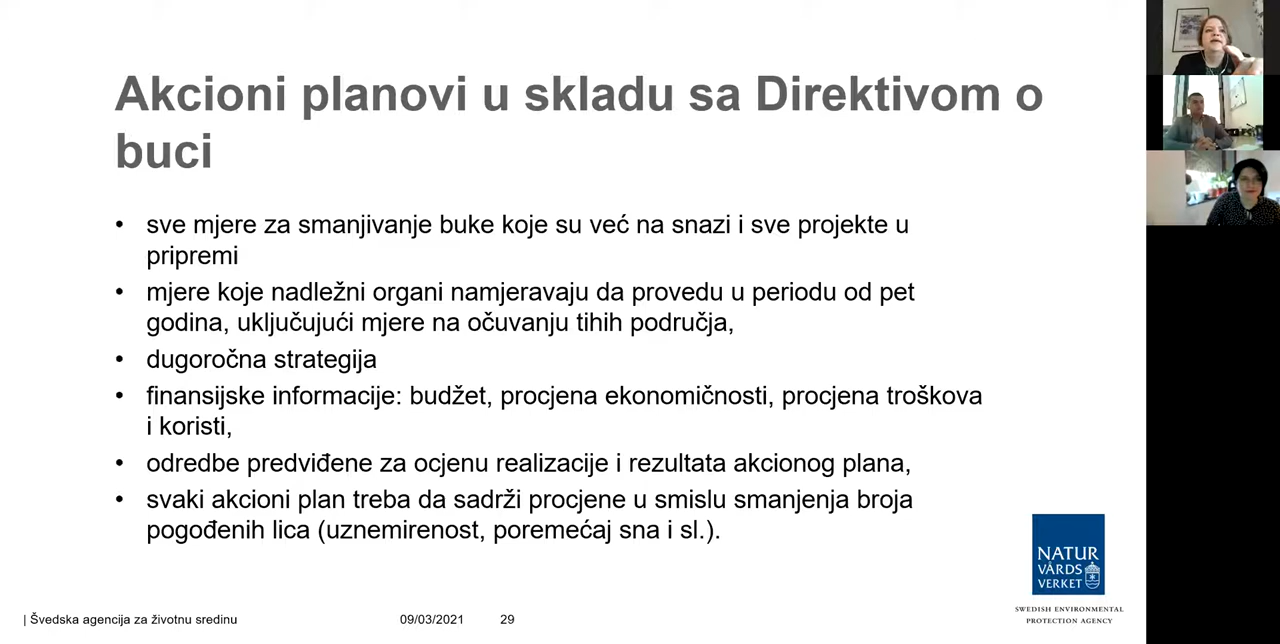 Akcioni planovi u skladu sa Direktivom o
buci
• sve mjere za smanjivanje buke koje su već na snazi i sve projekte u
pripremi
• mjere koje nadležni organi namjeravaju da provedu u periodu od pet
godina, uključujući mjere na očuvanju tihih područja,
• dugoročna strategija
• finansijske informacije: budžet, procjena ekonomičnosti, procjena troškova
i koristi,
• odredbe predviđene za ocjenu realizacije i rezultata akcionog plana,
• svaki akcioni plan treba da sadrži procjene u smislu smanjenja broja
pogođenih lica (uznemirenost, poremećaj sna i sl.).
NATUR
VÅRDS
VERKET
SWEDISH ENVIRONMENTAL
PROTECTION AGENCY
| Švedska agencija za životnu sredinu 09/03/2021 29